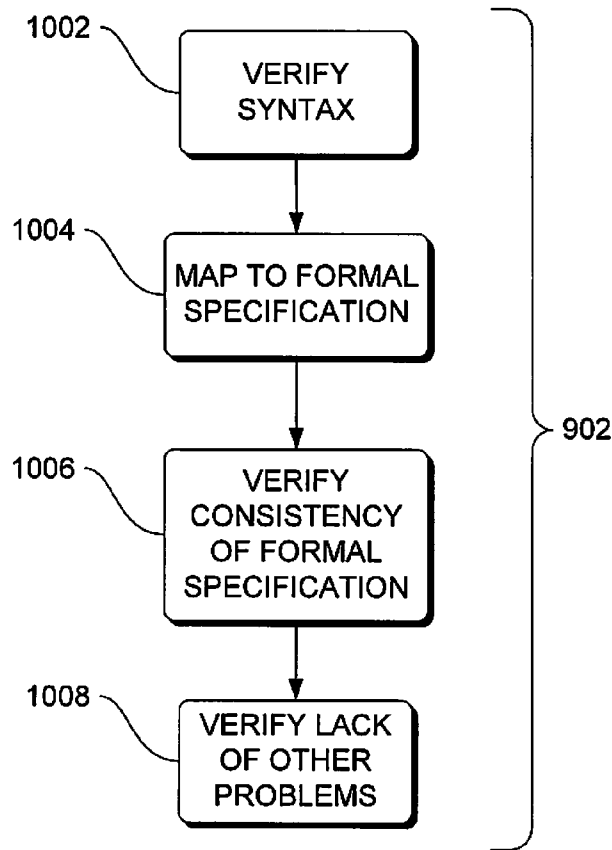 1002
VERIFY
SYNTAX
1004
MAP TO FORMAL
SPECIFICATION
902
1006
VERIFY
CONSISTENCY
OF FORMAL
SPECIFICATION
1008
VERIFY LACK
OF OTHER
PROBLEMS